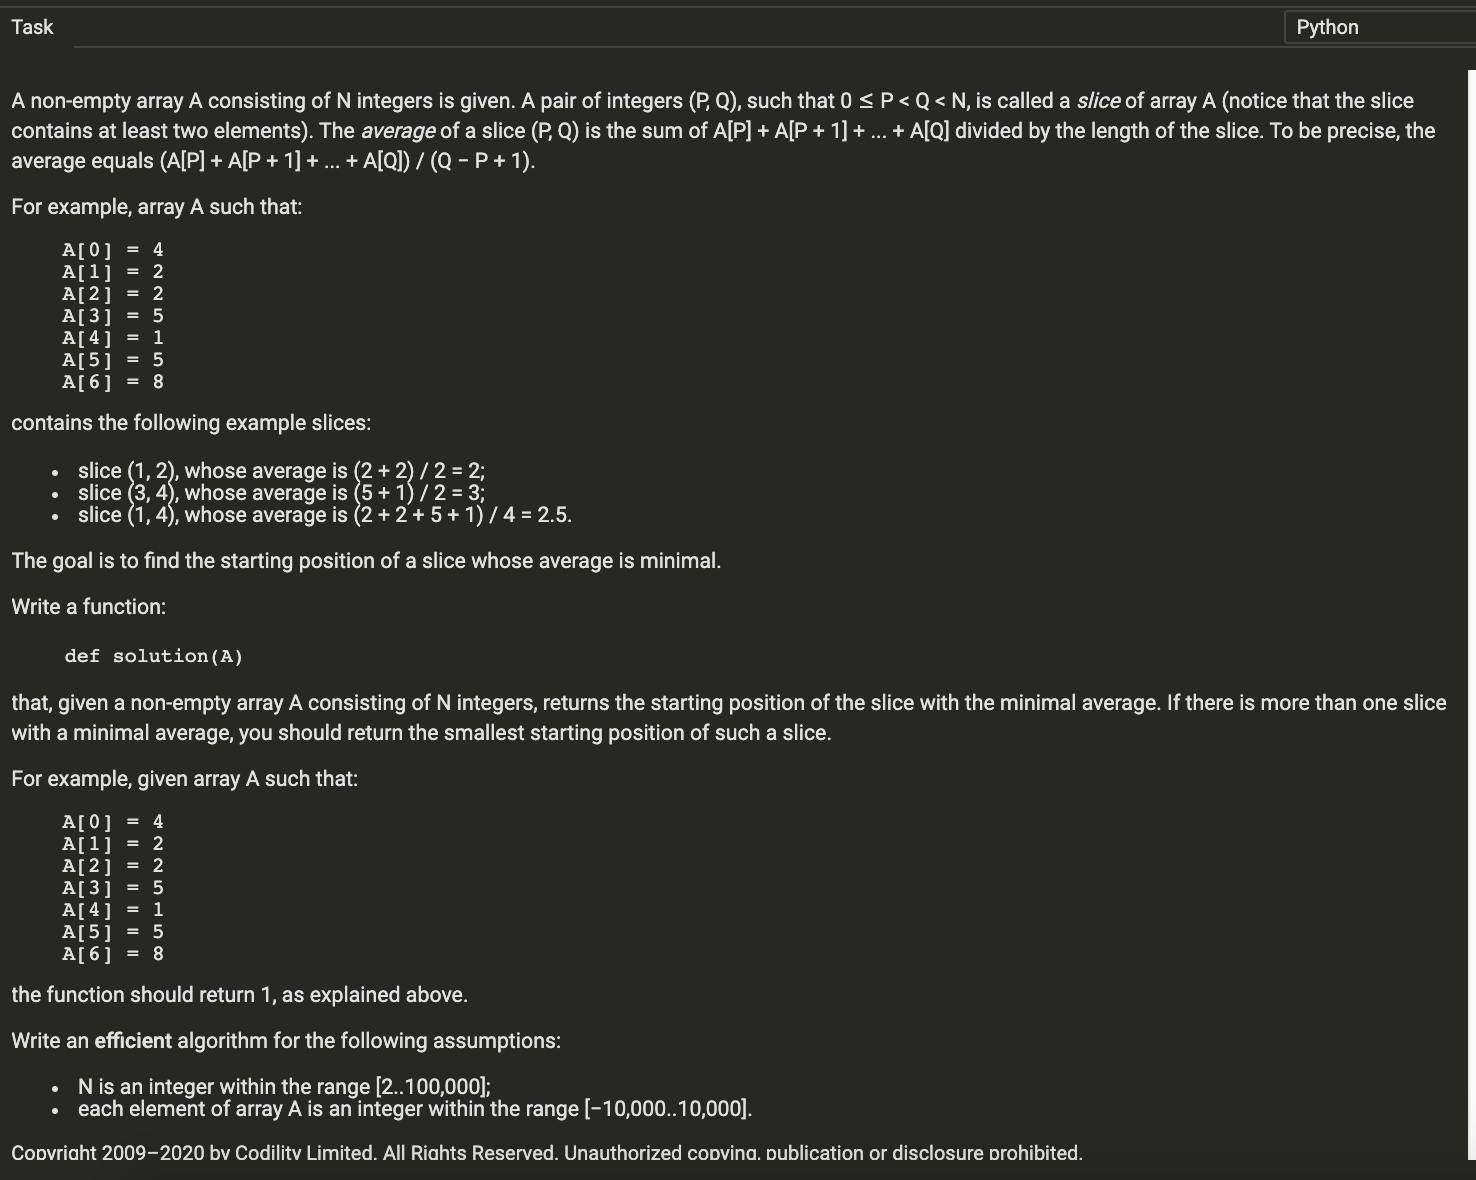 Task
Python
A non-empty array A consisting of N integers is given. A pair of integers (P, Q), such that 0 ≤ P < Q < N, is called a slice of array A (notice that the slice
contains at least two elements). The average of a slice (P, Q) is the sum of A[P] + A[P + 1] + ... + A[Q] divided by the length of the slice. To be precise, the
average equals (A[P] + A[P + 1] + ... + A[Q]) / (Q − P + 1).
For example, array A such that:
A[0] = 4
A[1] = 2
A[2] = 2
A[3] = 5
A[4] = 1
A[5] = 5
A[6] = 8
contains the following example slices:
• slice (1, 2), whose average is (2 + 2) / 2 = 2;
• slice (3, 4), whose average is (5 + 1) / 2 = 3;
• slice (1, 4), whose average is (2 + 2 + 5 + 1) / 4 = 2.5.
The goal is to find the starting position of a slice whose average is minimal.
Write a function:
def solution(A)
that, given a non-empty array A consisting of N integers, returns the starting position of the slice with the minimal average. If there is more than one slice
with a minimal average, you should return the smallest starting position of such a slice.
For example, given array A such that:
A[0] = 4
A[1] = 2
A[2] = 2
A[3] = 5
A[4] = 1
A[5] = 5
A[6] = 8
the function should return 1, as explained above.
Write an efficient algorithm for the following assumptions:
• N is an integer within the range [2..100,000];
• each element of array A is an integer within the range [−10,000..10,000].
Copyright 2009–2020 by Codility Limited. All Rights Reserved. Unauthorized copying, publication or disclosure prohibited.